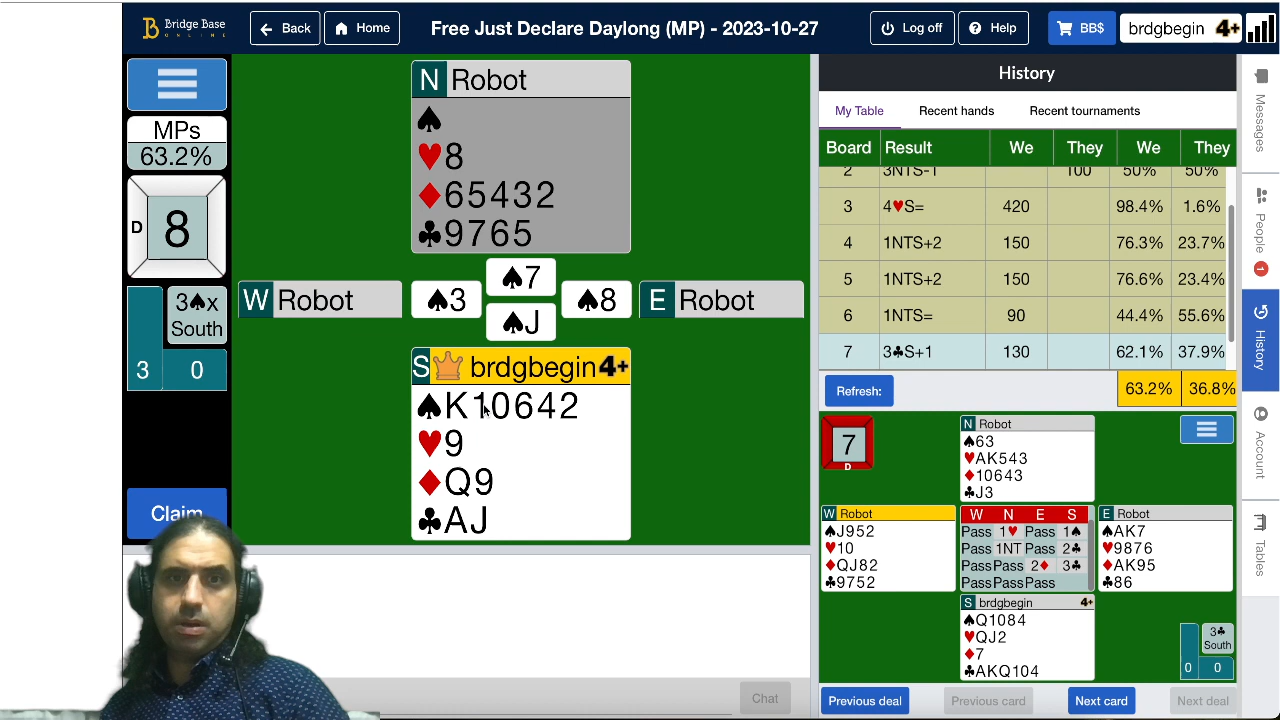 Bridge Base
ONLINE
Back
Home
Free Just Declare Daylong (MP) - 2023-10-27
Log off
Help
BB$
brdgbegin 4+
MPs
63.2%
D
8
3♠x
South
3
0
Claim
N Robot
♠
♥8
♦65432
♣9765
♠7
W Robot
♠3
♠8
E Robot
♠J
S brdgbegin 4+
♠K10642
♥9
♦Q9
♣AJ
Chat
History
My Table
Recent hands
Recent tournaments
Board Result We They We They
2 3NTS-1 100 50% 50%
3 4♥S= 420 98.4% 1.6%
4 1NTS+2 150 76.3% 23.7%
5 1NTS+2 150 76.6% 23.4%
6 1NTS= 90 44.4% 55.6%
7 3♣S+1 130 62.1% 37.9%
Refresh:
63.2% 36.8%
7
D
N Robot
♠63
♥AK543
♦10643
♣J3
W Robot
♠J952
♥10
♦QJ82
♣9752
W N E S
Pass 1♥ Pass 1♠
Pass 1NT Pass 2♣
Pass Pass 2♦ 3♣
Pass Pass Pass
E Robot
♠AK7
♥9876
♦AK95
♣86
S brdgbegin 4+
♠Q1084
♥QJ2
♦7
♣AKQ104
3♣
South
0
0
Previous deal
Previous card
Next card
Next deal
Messages
People
1
History
Account
Tables